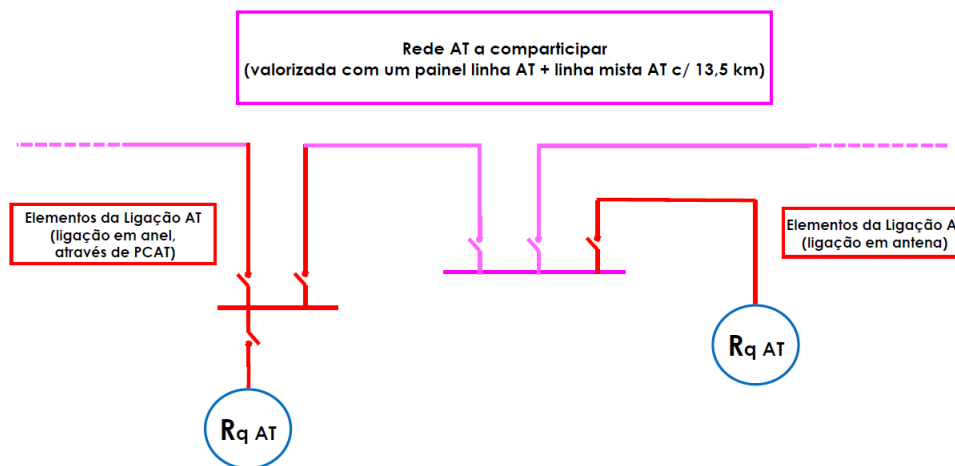 Rede AT a comparticipar
(valorizada com um painel linha AT + linha mista AT c/ 13,5 km)
Elementos da Ligação AT
(ligação em anel,
através de PCAT)
Elementos da Ligação A
(ligação em antena)
Rq AT
Rq AT